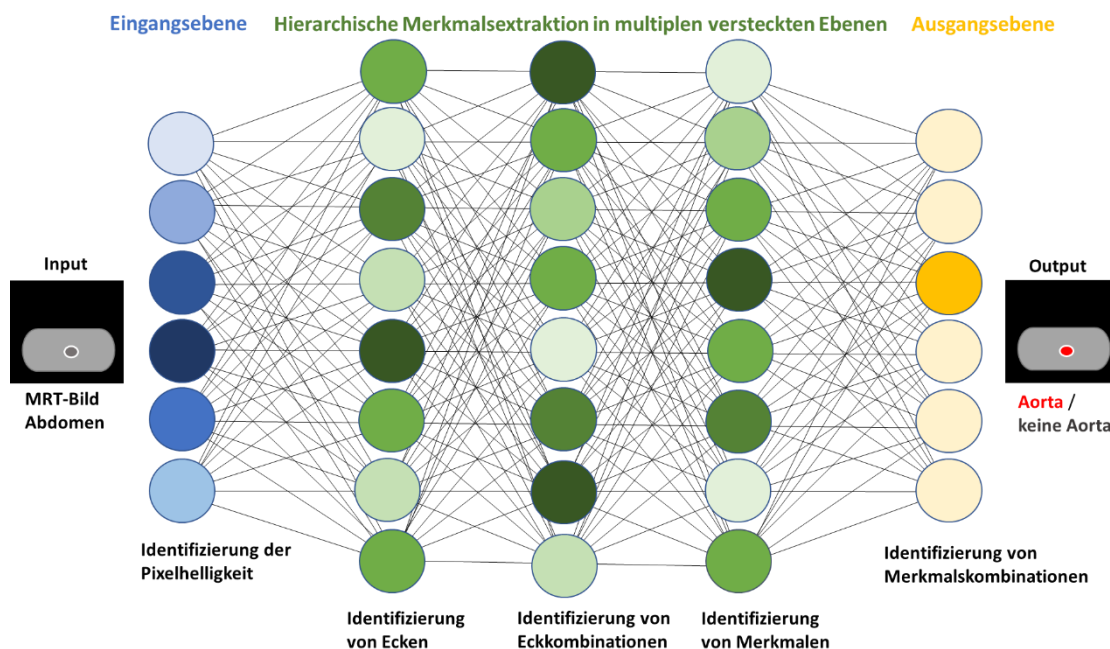 Eingangsebene
Hierarchische Merkmalsextraktion in multiplen versteckten Ebenen
Ausgangsebene
Input
MRT-Bild
Abdomen
Output
Aorta /
keine Aorta
Identifizierung der
Pixelhelligkeit
Identifizierung
von Ecken
Identifizierung von
Eckkombinationen
Identifizierung
von Merkmalen
Identifizierung von
Merkmalskombinationen